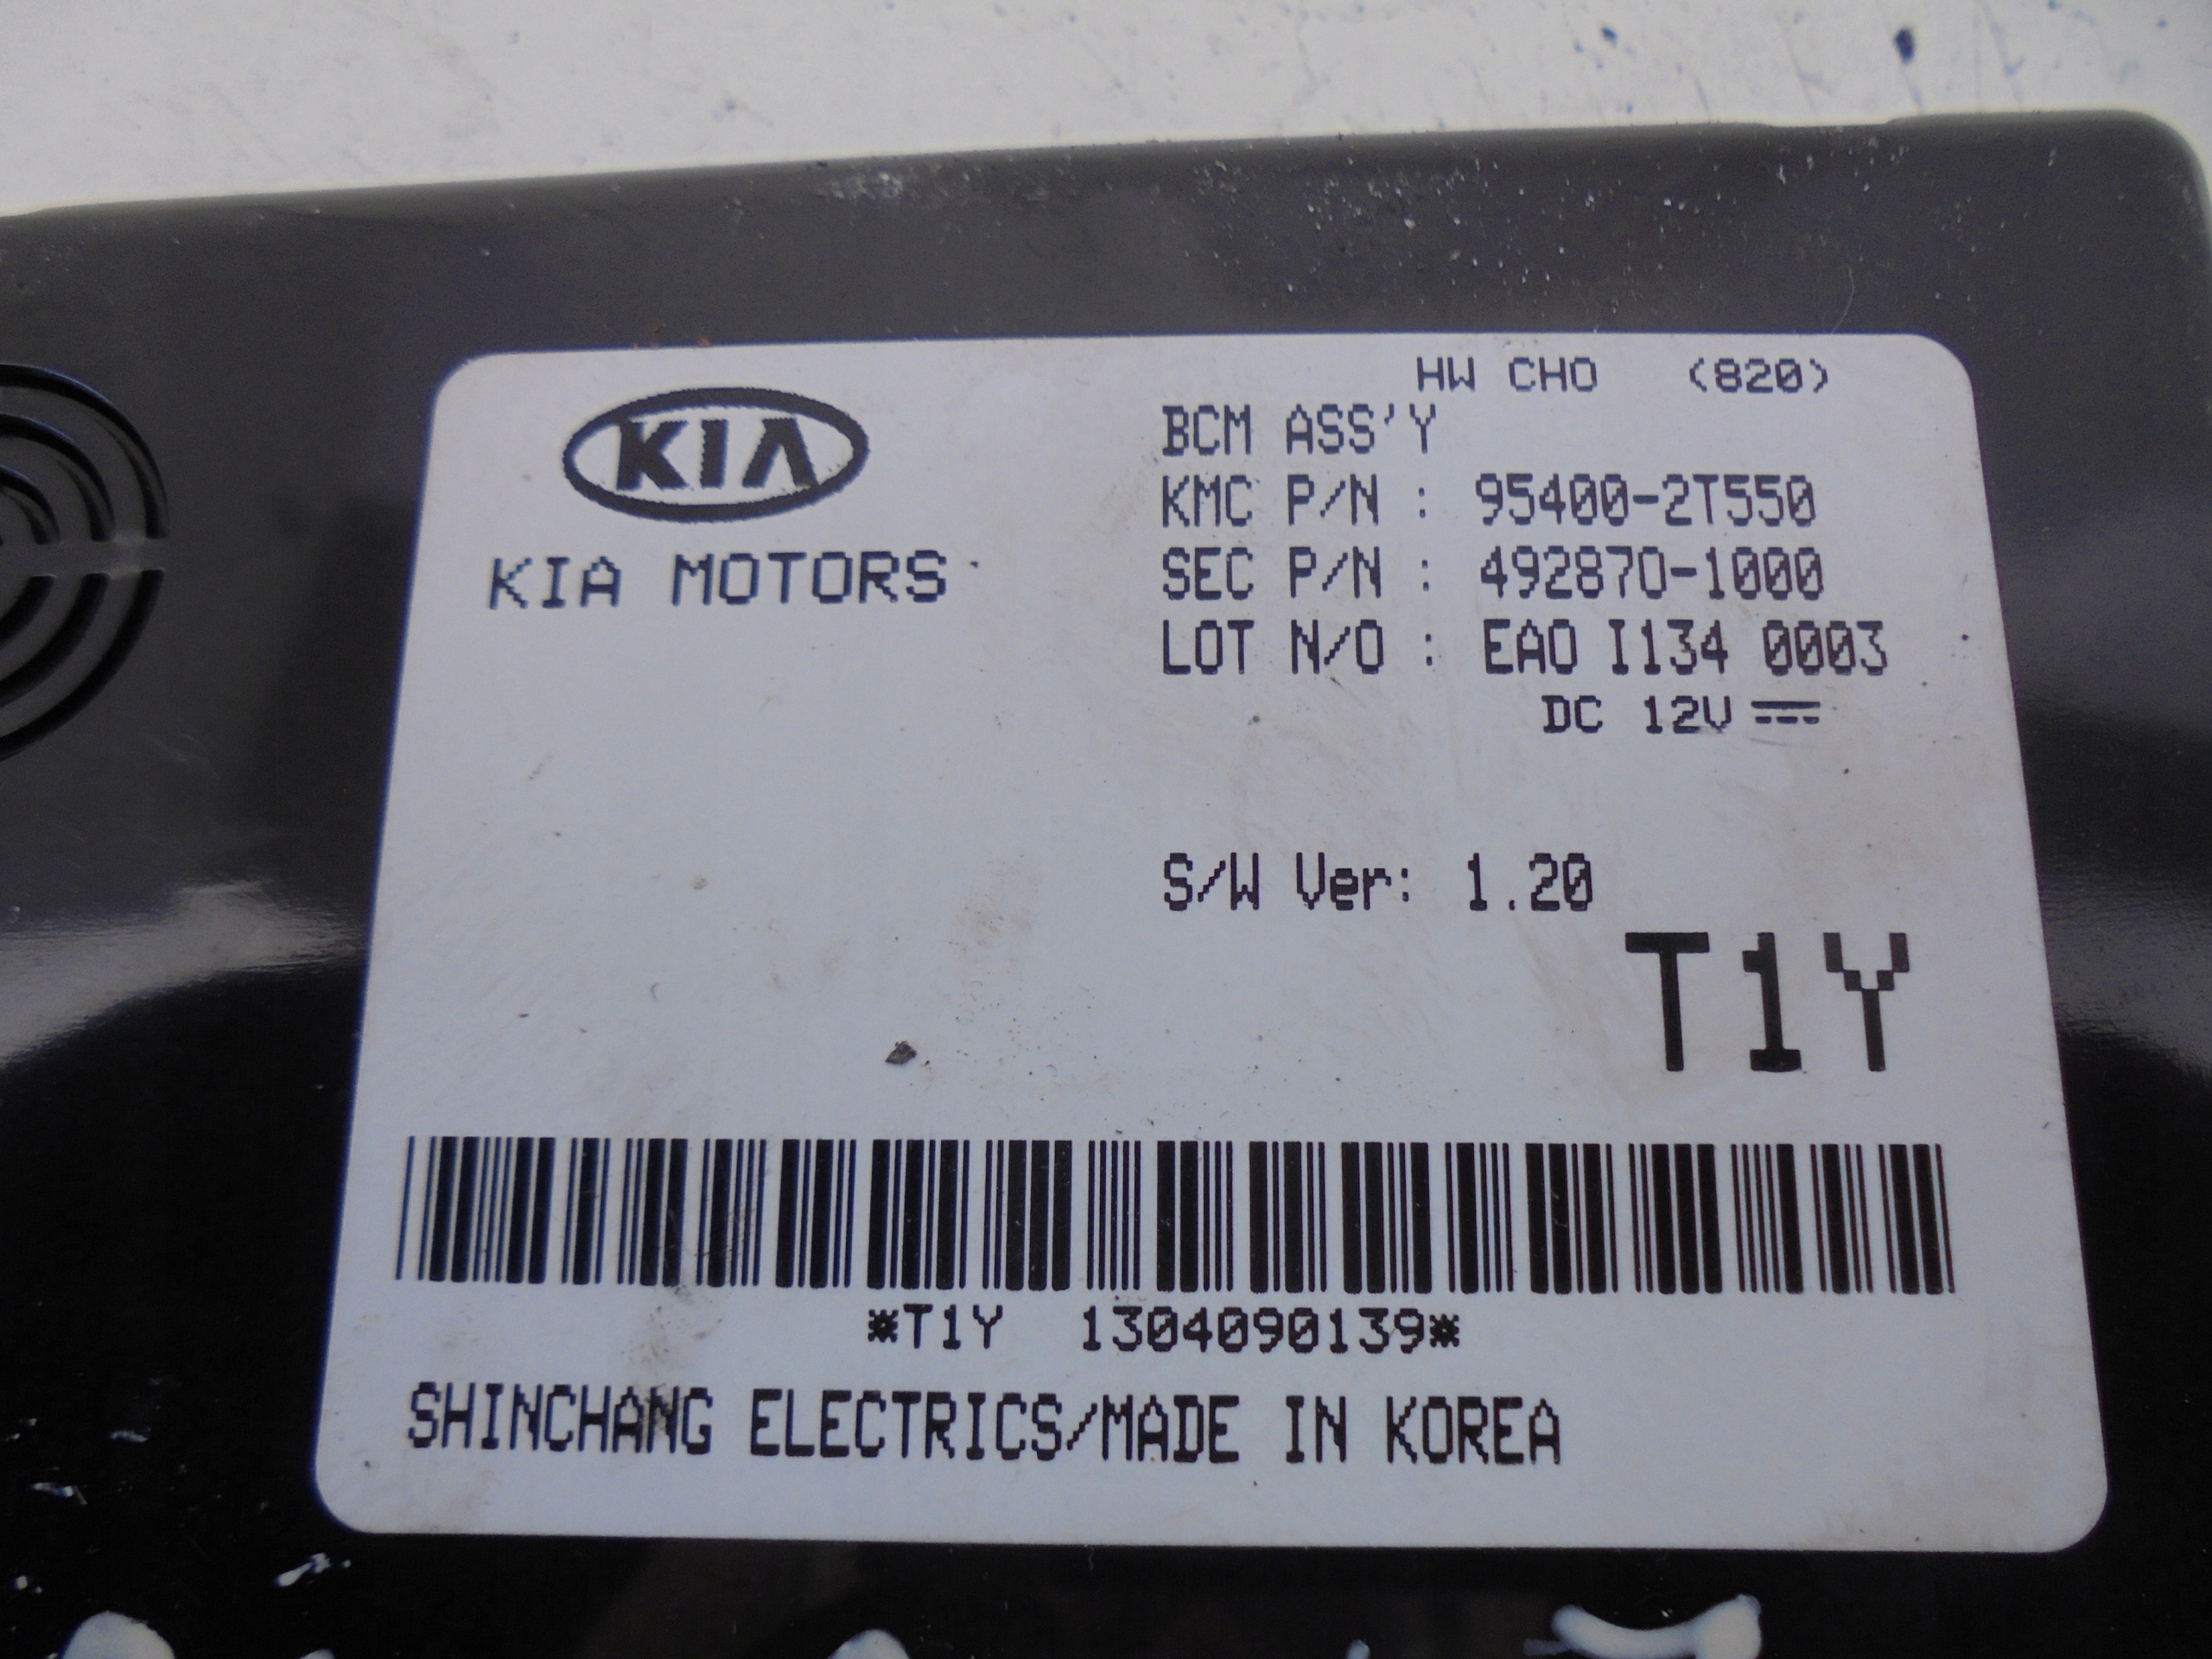 HW CHO (820)
KIA
BCM ASS'Y
KMC P/N : 95400-2T550
KIA MOTORS
SEC P/N : 492870-1000
LOT N/O : EAO I134 0003
DC 12V
S/W Ver: 1.20
T1Y
*T1Y 1304090139*
SHINCHANG ELECTRICS/MADE IN KOREA